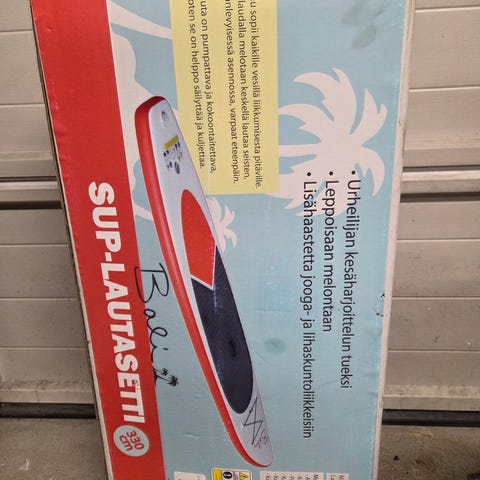 u sopii kaikille vesillä liikkumisesta pitäville.
laudalla melotaan keskellä lautaa seisten,
nlevyisessä asennossa, varpaat eteenpäin.
uta on pumpattava ja kokoontaitettava,
oten se on helppo säilyttää ja kuljettaa.
• Urheilijan kesäharjoittelun tueksi
• Leppoisaan melontaan
• Lisähaastetta jooga- ja lihaskuntoliikkeisiin
Bali
SUP-LAUTASETTI
330
cm